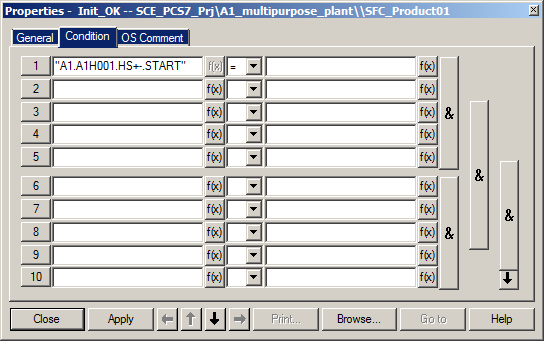 Properties - Init_OK -- SCE_PCS7_Prj\A1_multipurpose_plant\\SFC_Product01
General Condition OS Comment
1 "A1.A1H001.HS+-.START" f(x) = f(x)
2 f(x) f(x)
3 f(x) f(x)
4 f(x) f(x)
5 f(x) f(x)
&
6 f(x) f(x)
7 f(x) f(x)
8 f(x) f(x)
9 f(x) f(x)
10 f(x) f(x)
&
&
&
Close Apply Print... Browse... Go to Help